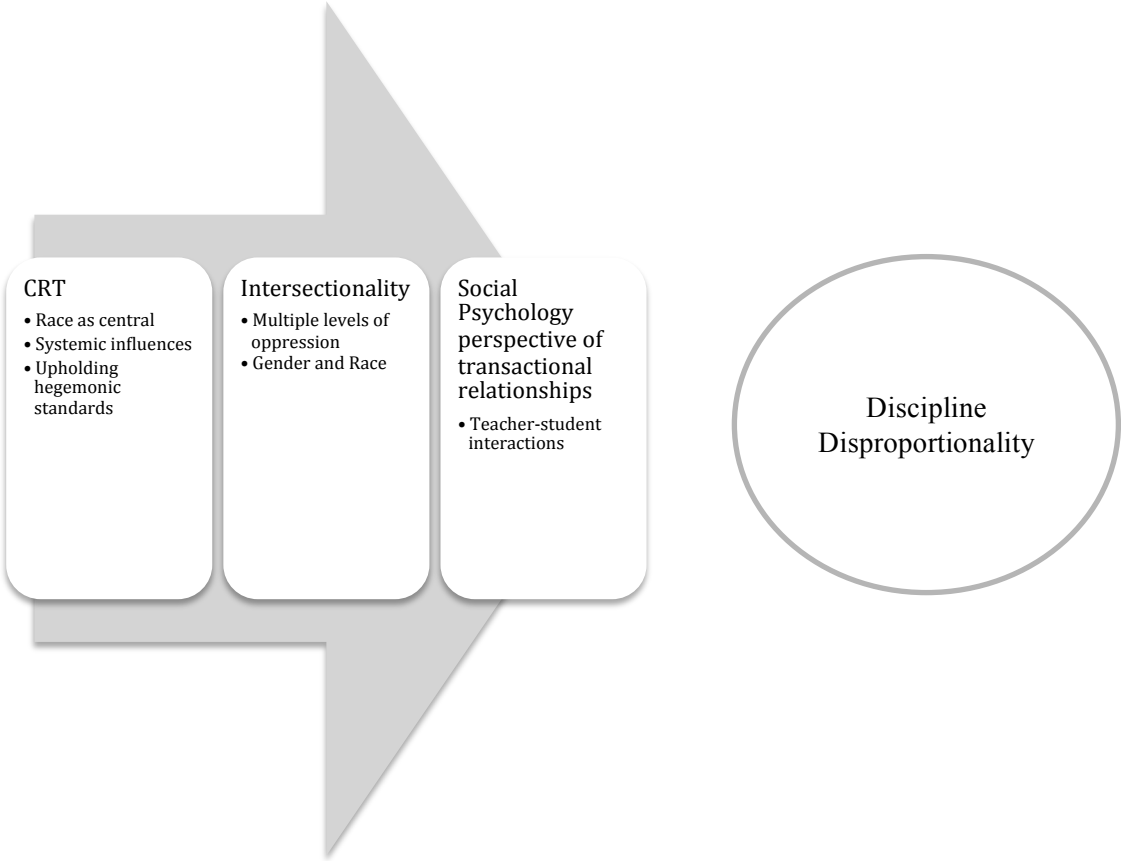 CRT
• Race as central
• Systemic influences
• Upholding
hegemonic
standards
Intersectionality
• Multiple levels of
oppression
• Gender and Race
Social
Psychology
perspective of
transactional
relationships
• Teacher-student
interactions
Discipline
Disproportionality